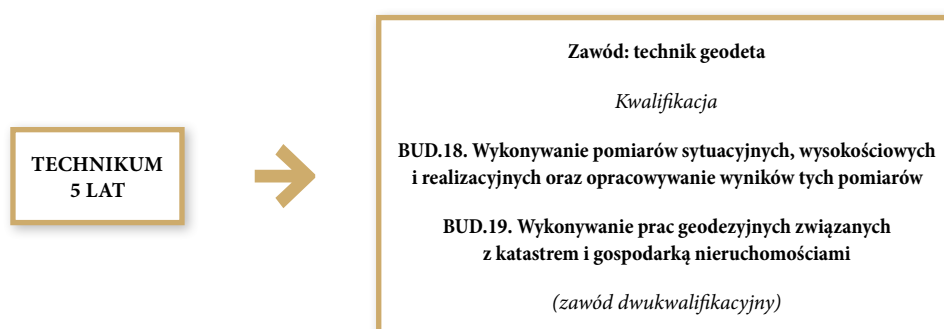 TECHNIKUM
5 LAT
Zawód: technik geodeta
Kwalifikacja
BUD.18. Wykonywanie pomiarów sytuacyjnych, wysokościowych
i realizacyjnych oraz opracowywanie wyników tych pomiarów
BUD.19. Wykonywanie prac geodezyjnych związanych
z katastrem i gospodarką nieruchomościami
(zawód dwukwalifikacyjny)